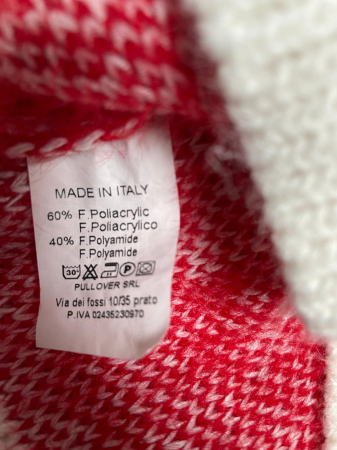 MADE IN ITALY
60% F.Poliacrylic
F.Poliacrylico
40% F.Polyamide
F.Polyamide
30° P
PULLOVER SRL
Via dei fossi 10/35 prato
P.IVA 02435230970